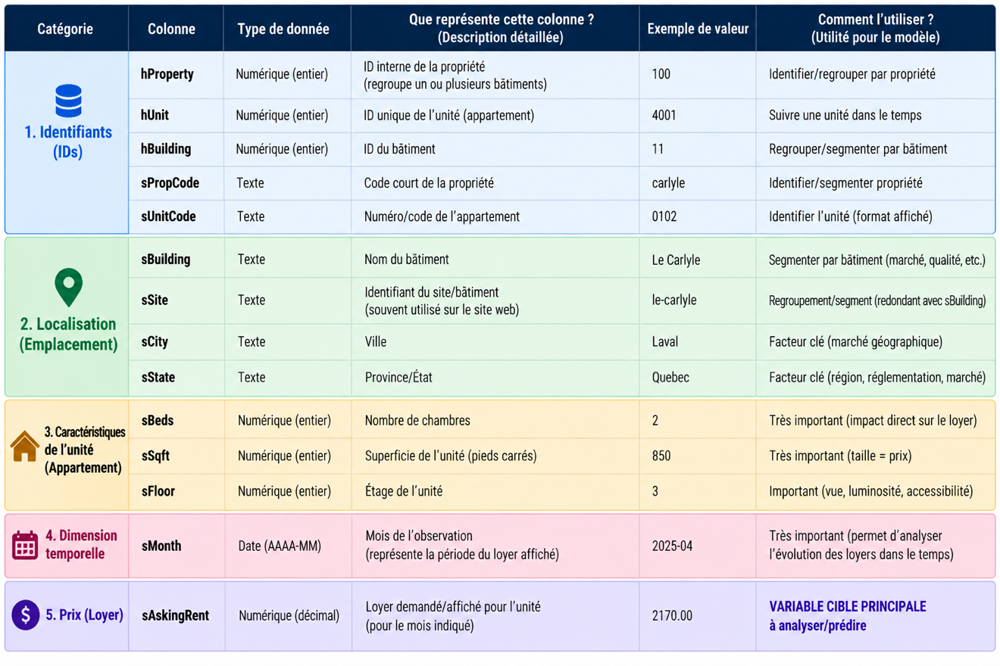 Catégorie
Colonne
Type de donnée
Que représente cette colonne ?
(Description détaillée)
Exemple de valeur
Comment l’utiliser ?
(Utilité pour le modèle)
1. Identifiants
(IDs)
hProperty
Numérique (entier)
ID interne de la propriété
(regroupe un ou plusieurs bâtiments)
100
Identifier/regrouper par propriété
hUnit
Numérique (entier)
ID unique de l’unité (appartement)
4001
Suivre une unité dans le temps
hBuilding
Numérique (entier)
ID du bâtiment
11
Regrouper/segmenter par bâtiment
sPropCode
Texte
Code court de la propriété
carlyle
Identifier/segmenter propriété
sUnitCode
Texte
Numéro/code de l’appartement
0102
Identifier l’unité (format affiché)
2. Localisation
(Emplacement)
sBuilding
Texte
Nom du bâtiment
Le Carlyle
Segmenter par bâtiment (marché, qualité, etc.)
sSite
Texte
Identifiant du site/bâtiment
(souvent utilisé sur le site web)
le-carlyle
Regroupement/segment (redondant avec sBuilding)
sCity
Texte
Ville
Laval
Facteur clé (marché géographique)
sState
Texte
Province/État
Quebec
Facteur clé (région, réglementation, marché)
3. Caractéristiques
de l’unité
(Appartement)
sBeds
Numérique (entier)
Nombre de chambres
2
Très important (impact direct sur le loyer)
sSqft
Numérique (entier)
Superficie de l’unité (pieds carrés)
850
Très important (taille = prix)
sFloor
Numérique (entier)
Étage de l’unité
3
Important (vue, luminosité, accessibilité)
4. Dimension
temporelle
sMonth
Date (AAAA-MM)
Mois de l’observation
(représente la période du loyer affiché)
2025-04
Très important (permet d’analyser
l’évolution des loyers dans le temps)
$
5. Prix (Loyer)
sAskingRent
Numérique (décimal)
Loyer demandé/affiché pour l’unité
(pour le mois indiqué)
2170.00
VARIABLE CIBLE PRINCIPALE
à analyser/prédire